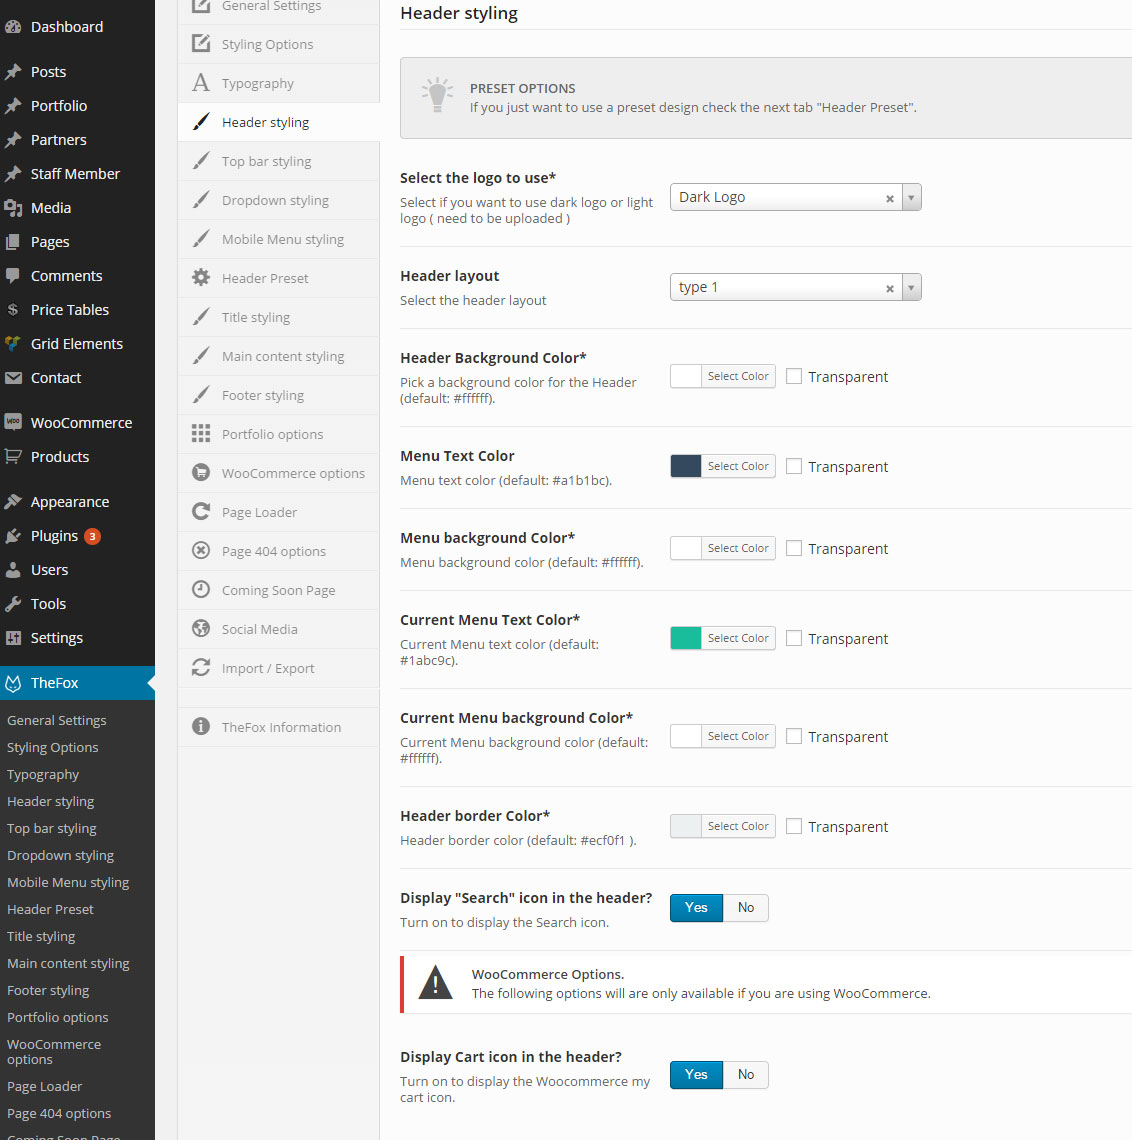 Dashboard
Posts
Portfolio
Partners
Staff Member
Media
Pages
Comments
Price Tables
$
Grid Elements
Contact
WooCommerce
WOO
Products
Appearance
Plugins 3
Users
Tools
Settings
TheFox
General Settings
Styling Options
Typography
Header styling
Top bar styling
Dropdown styling
Mobile Menu styling
Header Preset
Title styling
Main content styling
Footer styling
Portfolio options
WooCommerce
options
Page Loader
Page 404 options
Coming Soon Page
General Settings
Styling Options
A Typography
Header styling
Top bar styling
Dropdown styling
Mobile Menu styling
Header Preset
Title styling
Main content styling
Footer styling
Portfolio options
WooCommerce options
Page Loader
Page 404 options
Coming Soon Page
Social Media
Import / Export
TheFox Information
Header styling
PRESET OPTIONS
If you just want to use a preset design check the next tab "Header Preset".
Select the logo to use*
Select if you want to use dark logo or light
logo ( need to be uploaded )
Dark Logo
Header layout
Select the header layout
type 1
Header Background Color*
Pick a background color for the Header
(default: #ffffff).
Select Color Transparent
Menu Text Color
Menu text color (default: #a1b1bc).
Select Color Transparent
Menu background Color*
Menu background color (default: #ffffff).
Select Color Transparent
Current Menu Text Color*
Current Menu text color (default:
#1abc9c).
Select Color Transparent
Current Menu background Color*
Current Menu background color (default:
#ffffff).
Select Color Transparent
Header border Color*
Header border color (default: #ecf0f1 ).
Select Color Transparent
Display "Search" icon in the header?
Turn on to display the Search icon.
Yes No
WooCommerce Options.
The following options will are only available if you are using WooCommerce.
Display Cart icon in the header?
Turn on to display the Woocommerce my
cart icon.
Yes No